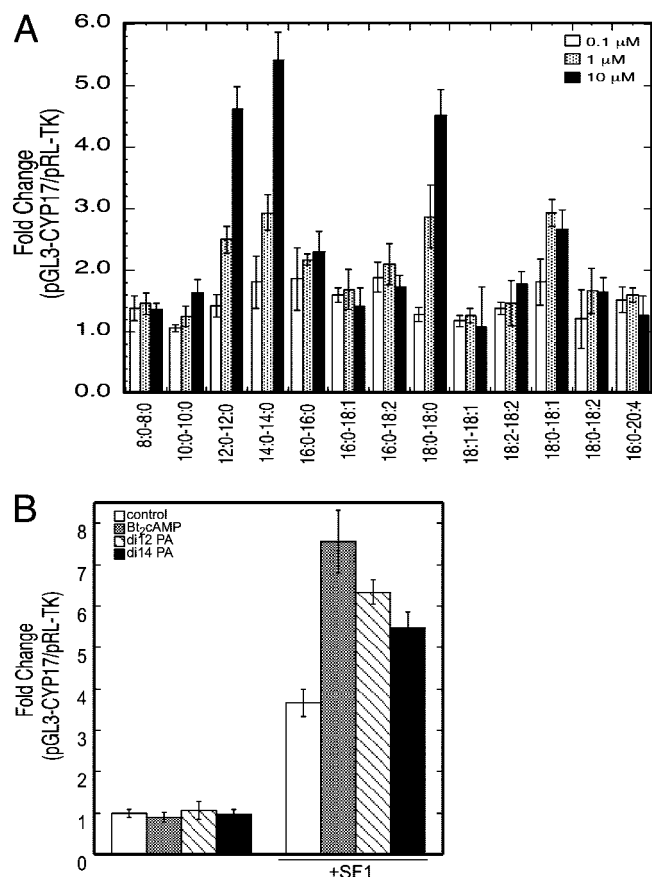 A
6.0
5.0
4.0
3.0
2.0
1.0
0.0
Fold Change
(pGL3-CYP17/pRL-TK)
0.1 µM
1 µM
10 µM
8:0-8:0
10:0-10:0
12:0-12:0
14:0-14:0
16:0-16:0
16:0-18:1
16:0-18:2
18:0-18:0
18:1-18:1
18:2-18:2
18:0-18:1
18:0-18:2
16:0-20:4
B
8
7
6
5
4
3
2
1
0
Fold Change
(pGL3-CYP17/pRL-TK)
control
Bt2cAMP
di12 PA
di14 PA
+SF1